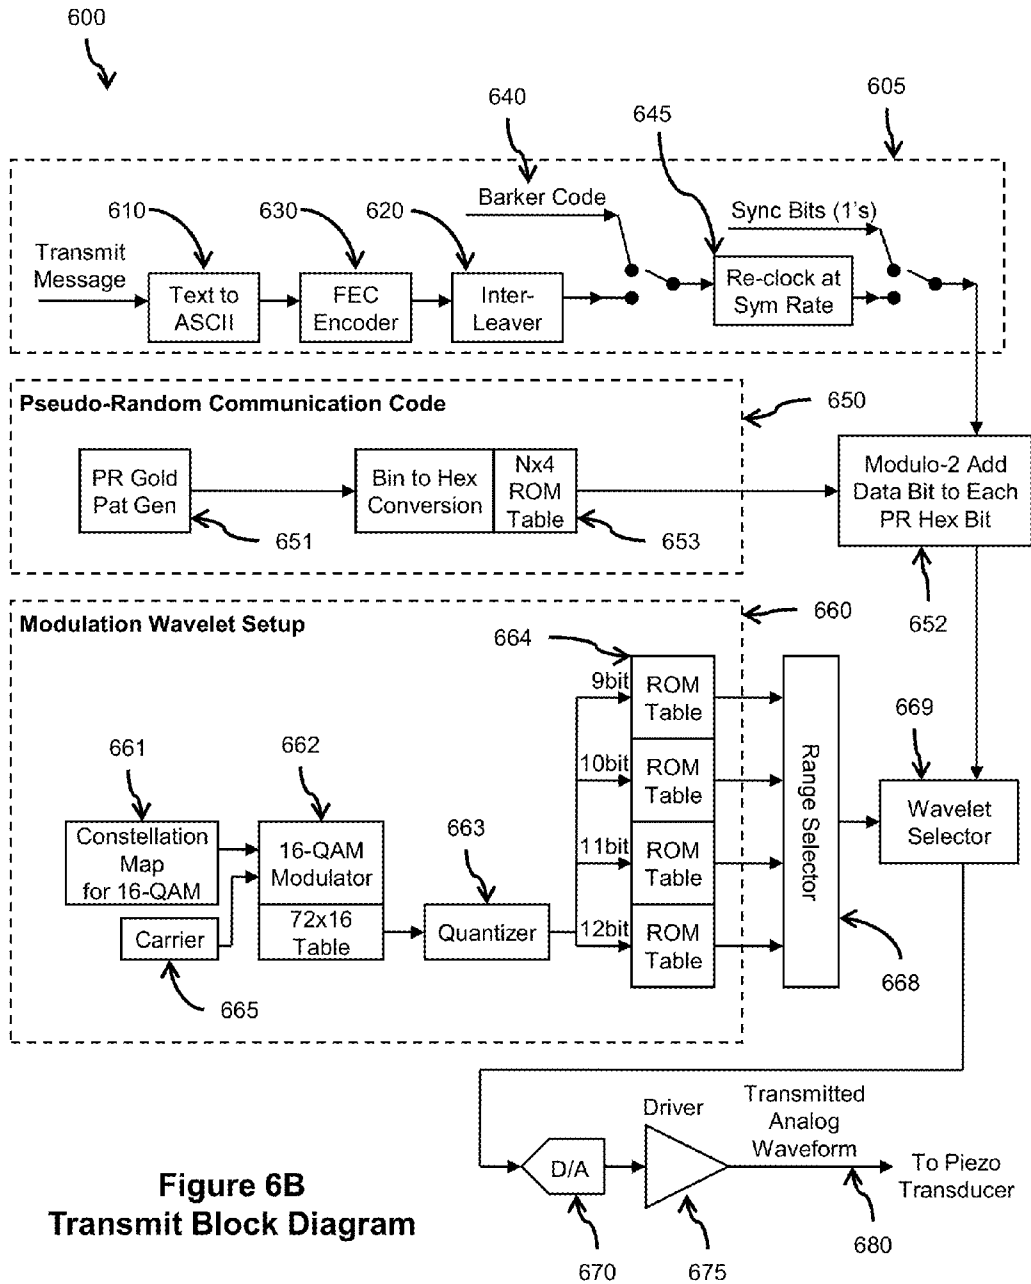 600
605
640
645
Barker Code
Sync Bits (1's)
610
630
620
Transmit
Message
Text to
ASCII
FEC
Encoder
Inter-
Leaver
Re-clock at
Sym Rate
Pseudo-Random Communication Code
650
PR Gold
Pat Gen
Bin to Hex
Conversion
Nx4
ROM
Table
Modulo-2 Add
Data Bit to Each
PR Hex Bit
651
653
652
Modulation Wavelet Setup
660
664
9bit
ROM
Table
10bit
ROM
Table
11bit
ROM
Table
12bit
ROM
Table
Range Selector
669
Wavelet
Selector
661
662
663
Constellation
Map
for 16-QAM
16-QAM
Modulator
72x16
Table
Carrier
Quantizer
665
668
Driver
Transmitted
Analog
Waveform
D/A
To Piezo
Transducer
670
675
680
Figure 6B
Transmit Block Diagram